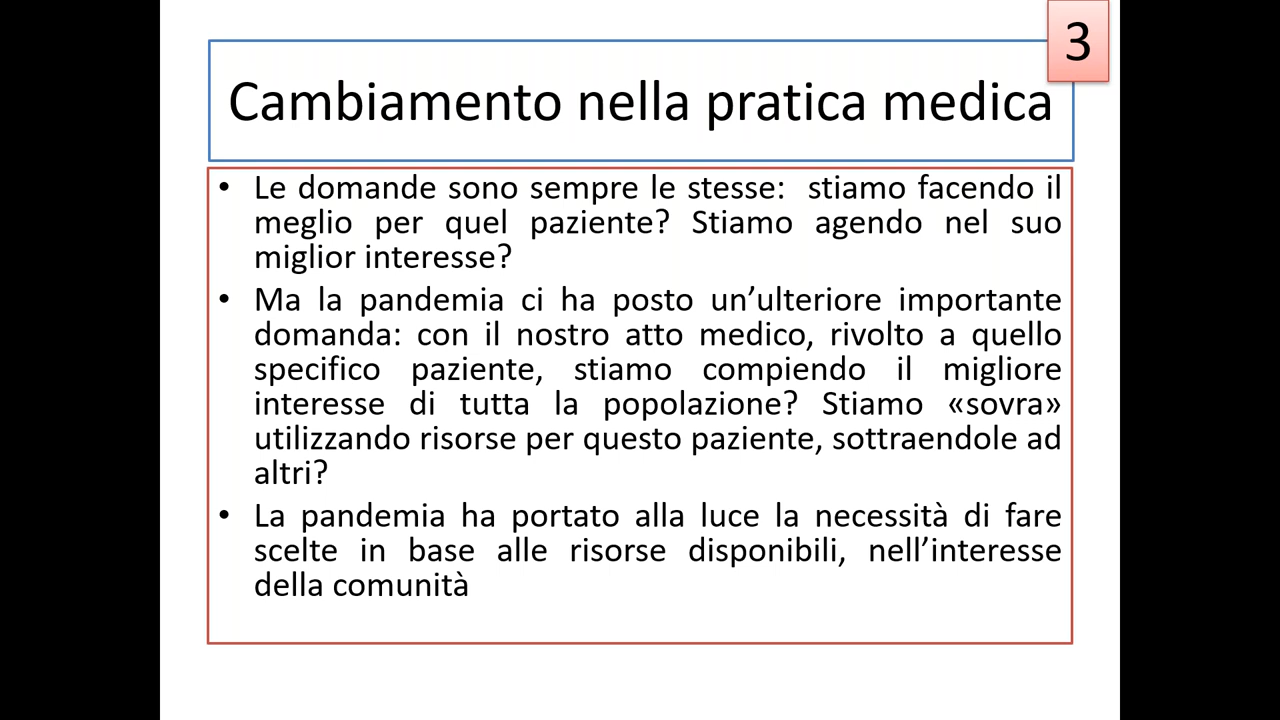 3
Cambiamento nella pratica medica
• Le domande sono sempre le stesse: stiamo facendo il
meglio per quel paziente? Stiamo agendo nel suo
miglior interesse?
• Ma la pandemia ci ha posto un’ulteriore importante
domanda: con il nostro atto medico, rivolto a quello
specifico paziente, stiamo compiendo il migliore
interesse di tutta la popolazione? Stiamo «sovra»
utilizzando risorse per questo paziente, sottraendole ad
altri?
• La pandemia ha portato alla luce la necessità di fare
scelte in base alle risorse disponibili, nell’interesse
della comunità